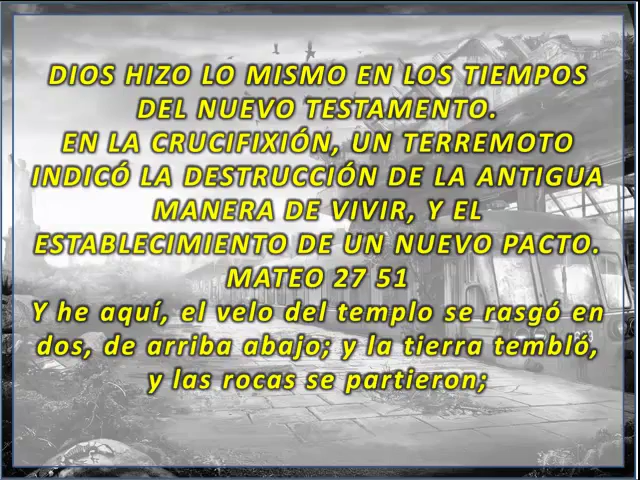 DIOS HIZO LO MISMO EN LOS TIEMPOS
DEL NUEVO TESTAMENTO.
EN LA CRUCIFIXIÓN, UN TERREMOTO
INDICÓ LA DESTRUCCIÓN DE LA ANTIGUA
MANERA DE VIVIR, Y EL
ESTABLECIMIENTO DE UN NUEVO PACTO.
MATEO 27 51
Y he aquí, el velo del templo se rasgó en
dos, de arriba abajo; y la tierra tembló,
y las rocas se partieron;